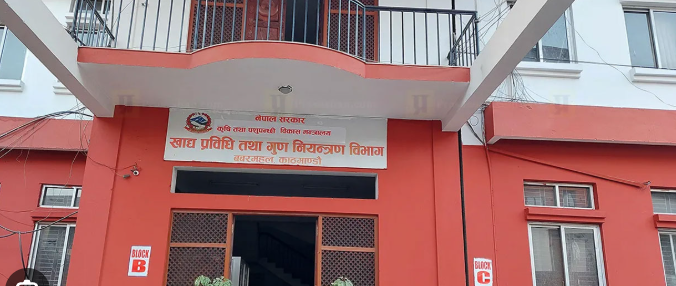 नेपाल सरकार
कृषि तथा पशुपन्छी विकास मन्त्रालय
खाद्य प्रविधि तथा गुण नियन्त्रण विभाग
बबरमहल काठमाण्डौ
BLOCK
B
BLOCK
C